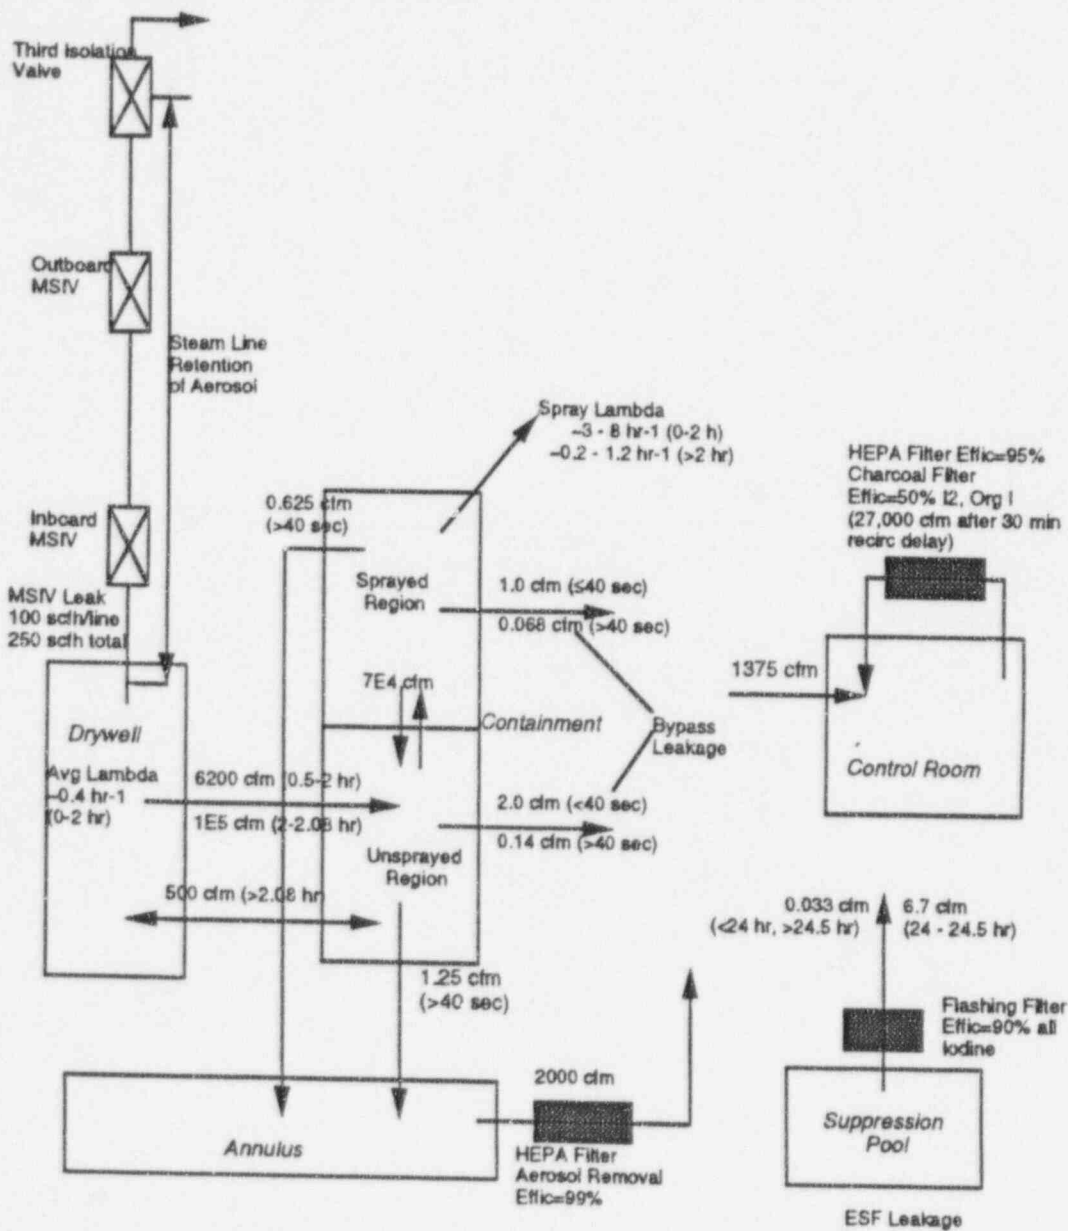 Third Isolation
Valve
Outboard
MSIV
Steam Line
Retention
of Aerosol
Spray Lambda
~3 - 8 hr-1 (0-2 h)
~0.2 - 1.2 hr-1 (>2 hr)
HEPA Filter Effic=95%
Charcoal Filter
Effic=50% I2, Org I
(27,000 cfm after 30 min
recirc delay)
0.625 cfm
(>40 sec)
Inboard
MSIV
Sprayed
Region
1.0 cfm (≤40 sec)
0.068 cfm (>40 sec)
MSIV Leak
100 scfh/line
250 scfh total
1375 cfm
7E4 cfm
Containment
Bypass
Leakage
Drywell
Control Room
Avg Lambda
~0.4 hr-1
(0-2 hr)
6200 cfm (0.5-2 hr)
1E5 cfm (2-2.08 hr)
2.0 cfm (<40 sec)
0.14 cfm (>40 sec)
Unsprayed
Region
500 cfm (>2.08 hr)
0.033 cfm
(<24 hr, >24.5 hr)
6.7 cfm
(24 - 24.5 hr)
1.25 cfm
(>40 sec)
Flashing Filter
Effic=90% all
Iodine
2000 cfm
Annulus
HEPA Filter
Aerosol Removal
Effic=99%
Suppression
Pool
ESF Leakage